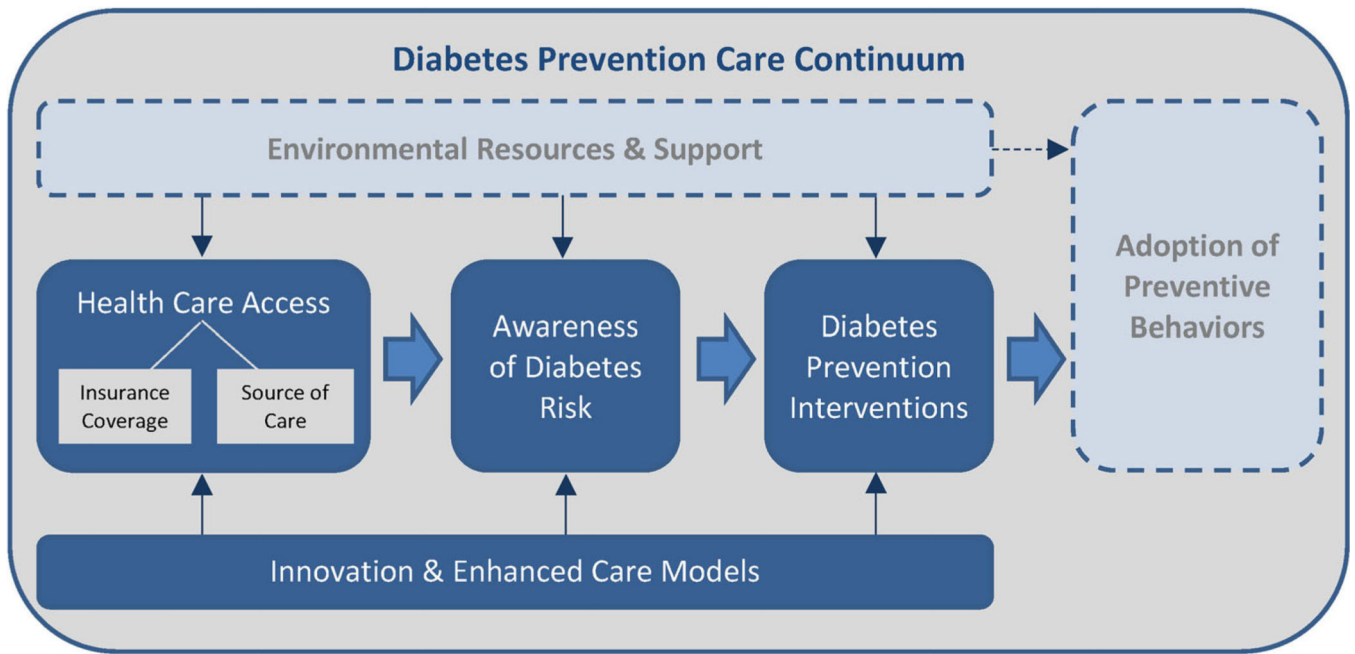 Diabetes Prevention Care Continuum
Environmental Resources & Support
Health Care Access
Insurance
Coverage
Source of
Care
Awareness
of Diabetes
Risk
Diabetes
Prevention
Interventions
Adoption of
Preventive
Behaviors
Innovation & Enhanced Care Models